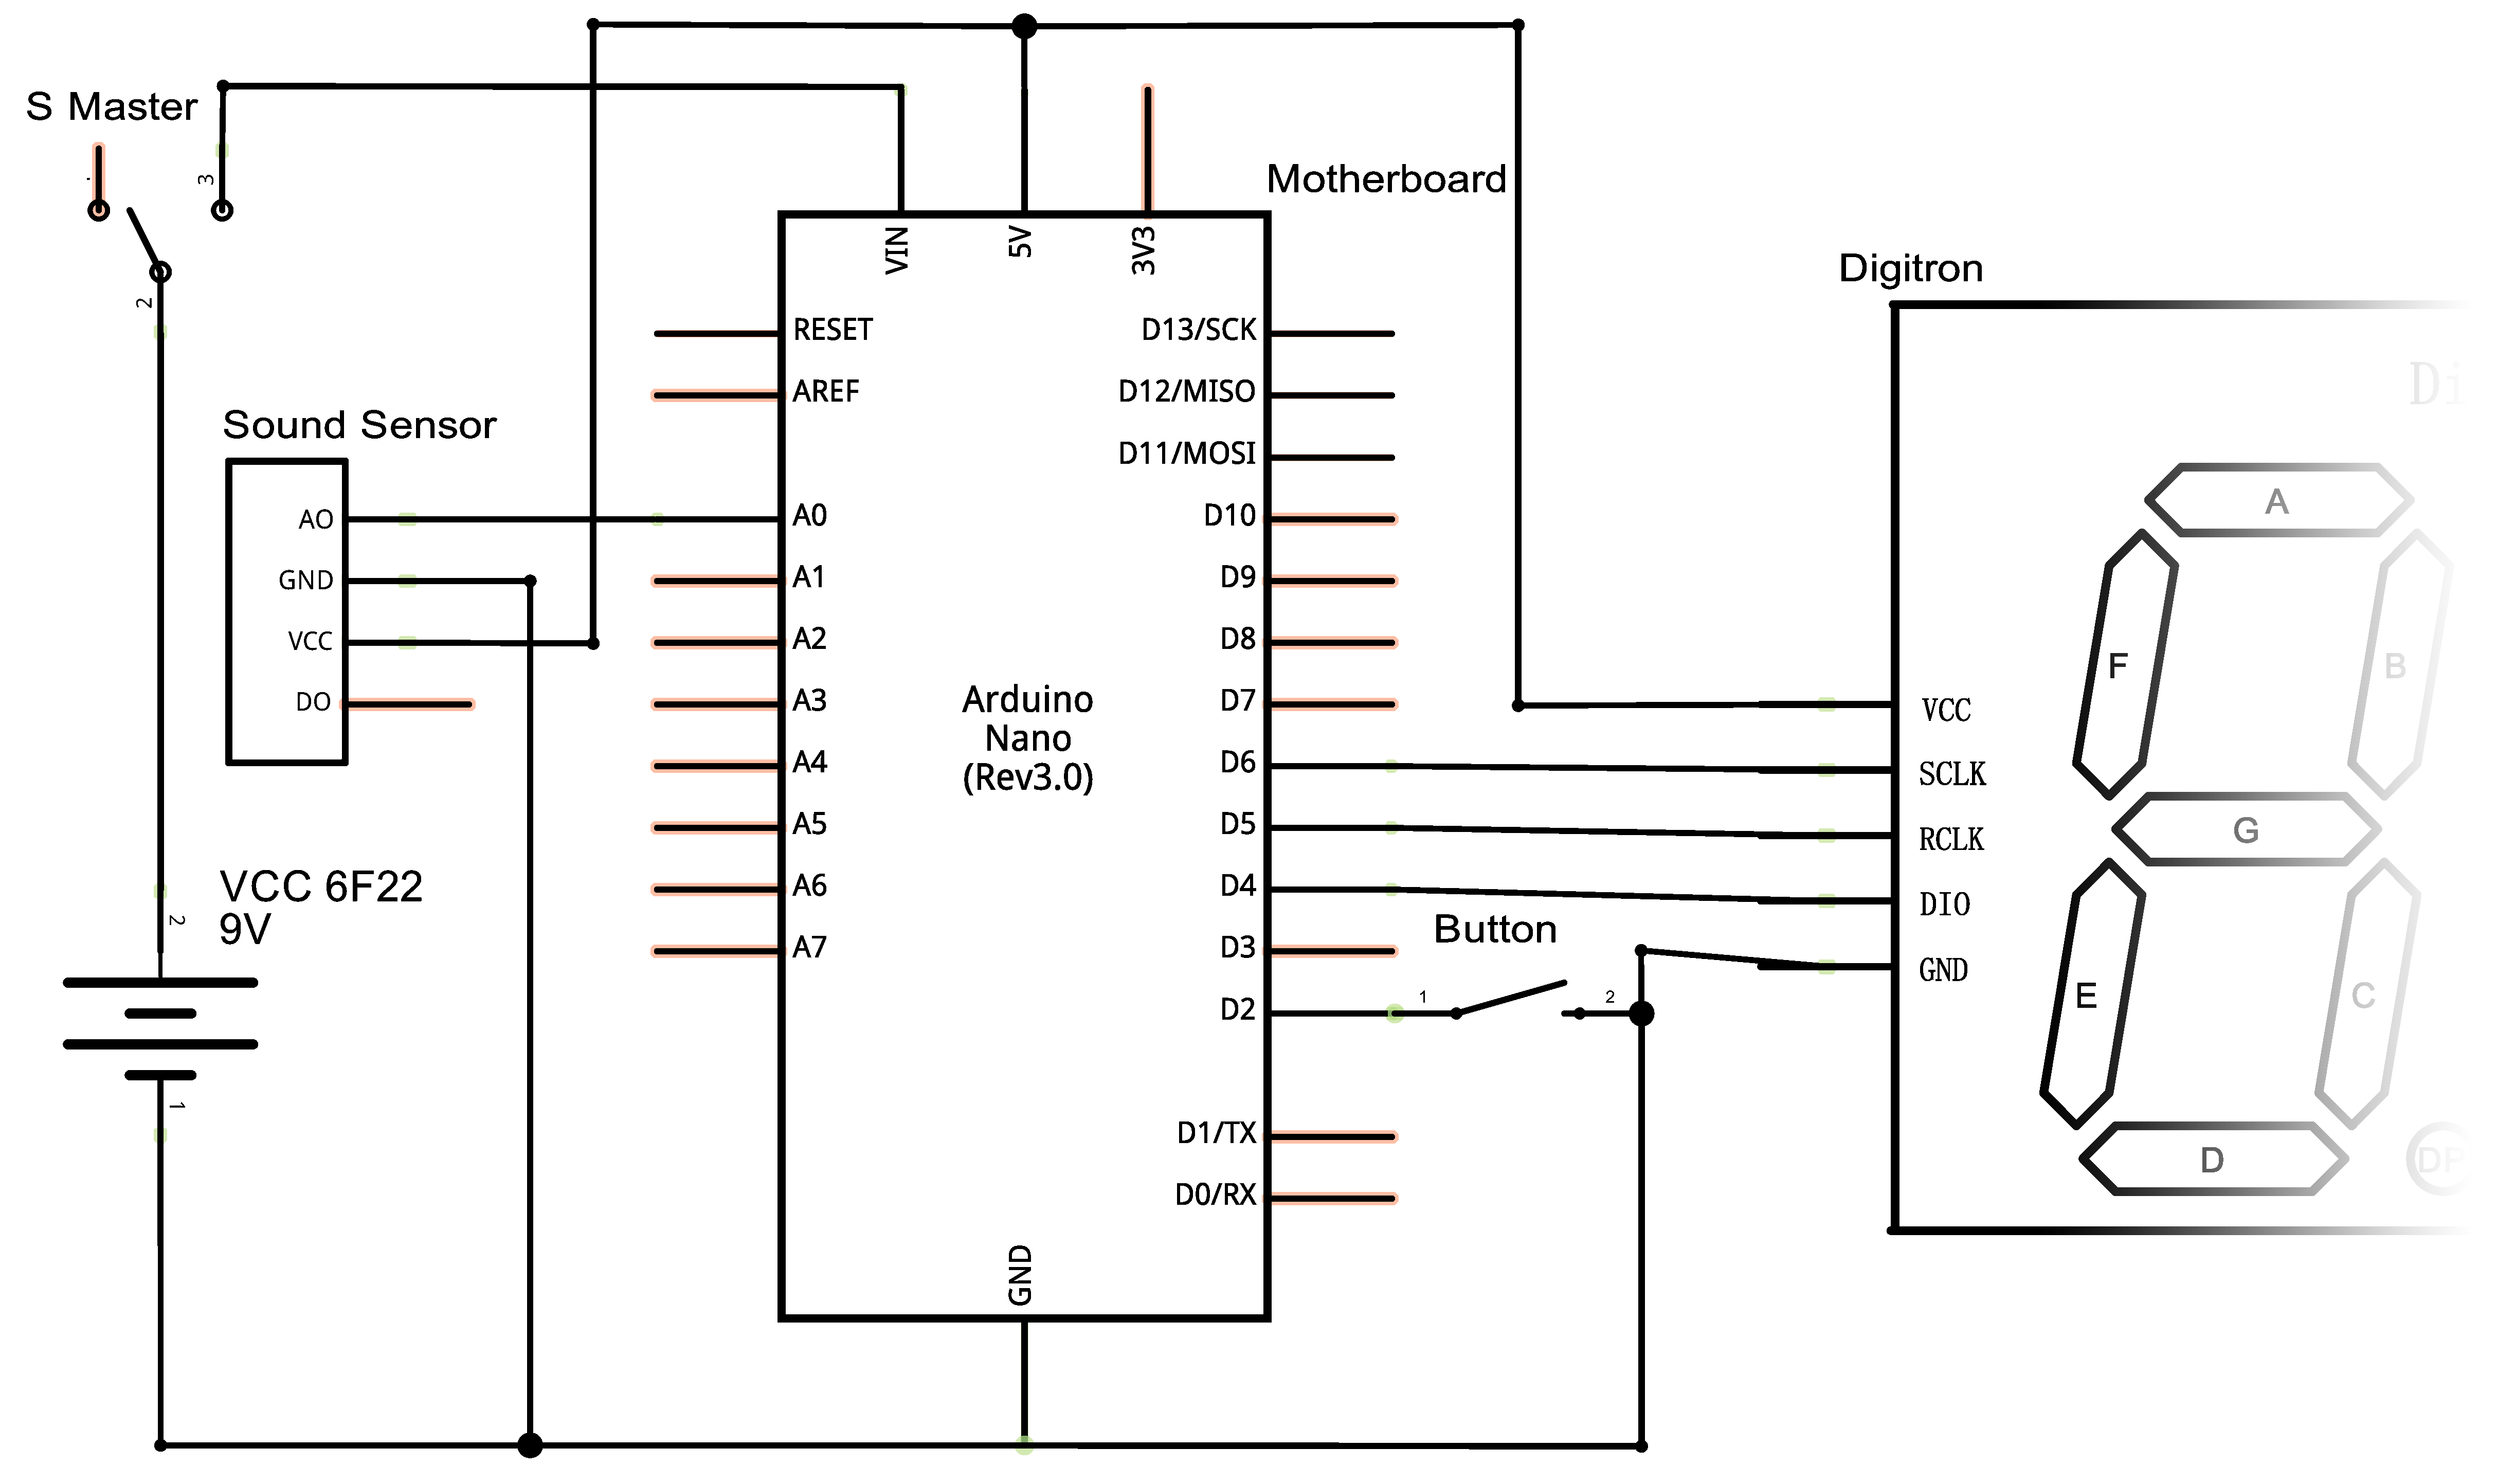 S Master
3
2
Motherboard
VIN
5V
3V3
Digitron
Di
RESET
AREF
A0
A1
A2
A3
A4
A5
A6
A7
D13/SCK
D12/MISO
D11/MOSI
D10
D9
D8
D7
D6
D5
D4
D3
D2
D1/TX
D0/RX
GND
Arduino
Nano
(Rev3.0)
Sound Sensor
AO
GND
VCC
DO
VCC 6F22
9V
2
1
Button
1
2
VCC
SCLK
RCLK
DIO
GND
A
F
B
G
E
C
D
DP